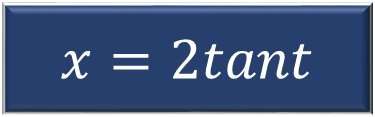 x = 2tant